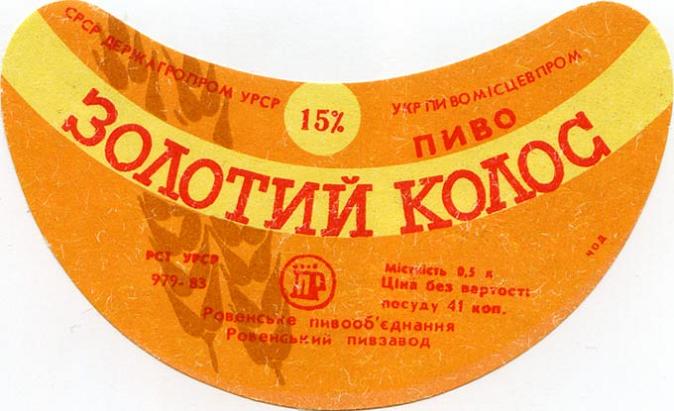 СРСР ДЕРЖАГРОПРОМ УРСР
15%
УКРПИВОМІСЦЕВПРОМ
ПИВО
ЗОЛОТИЙ КОЛОС
РСТ УРСР
979-83
Місткість 0,5 л
Ціна без вартості
посуду 41 коп.
Ровенське пивооб'єднання
Ровенський пивзавод